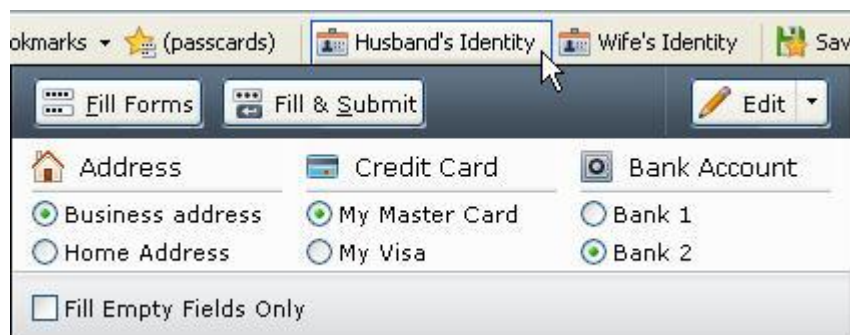 (passcards) Husband's Identity Wife's Identity
Fill Forms Fill & Submit Edit
Address Credit Card Bank Account
Business address My Master Card Bank 1
Home Address My Visa Bank 2
Fill Empty Fields Only